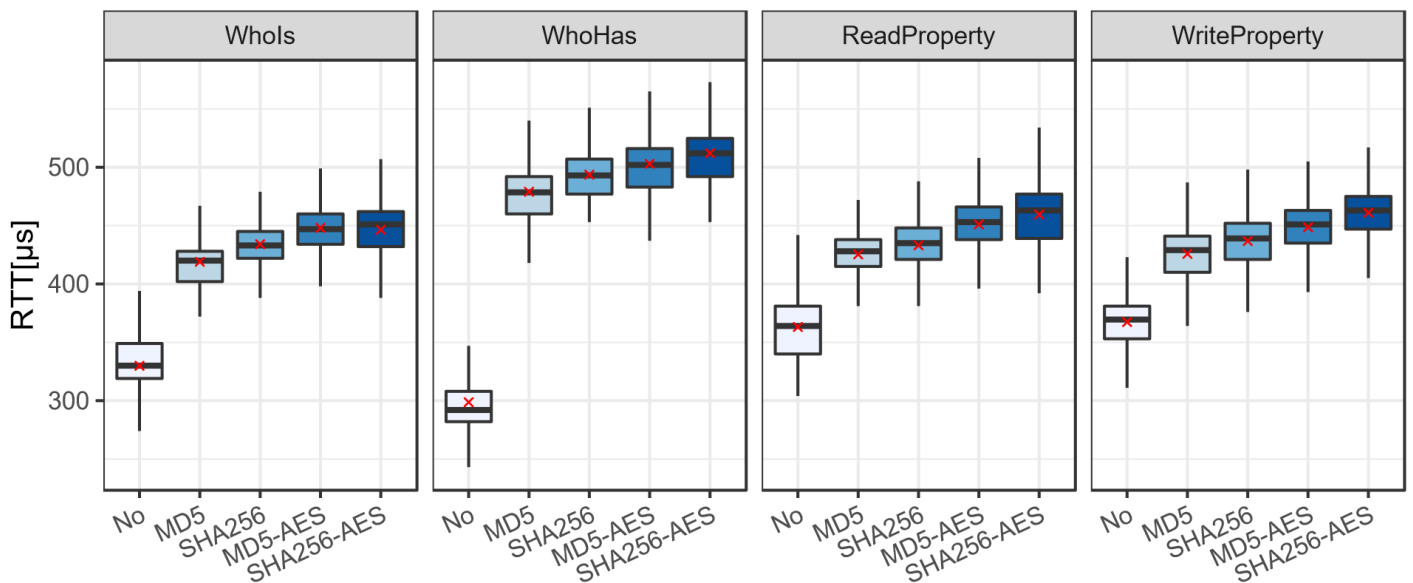 WhoIs
WhoHas
ReadProperty
WriteProperty
RTT[μs]
500
400
300
No
MD5
SHA256
MD5-AES
SHA256-AES
No
MD5
SHA256
MD5-AES
SHA256-AES
No
MD5
SHA256
MD5-AES
SHA256-AES
No
MD5
SHA256
MD5-AES
SHA256-AES